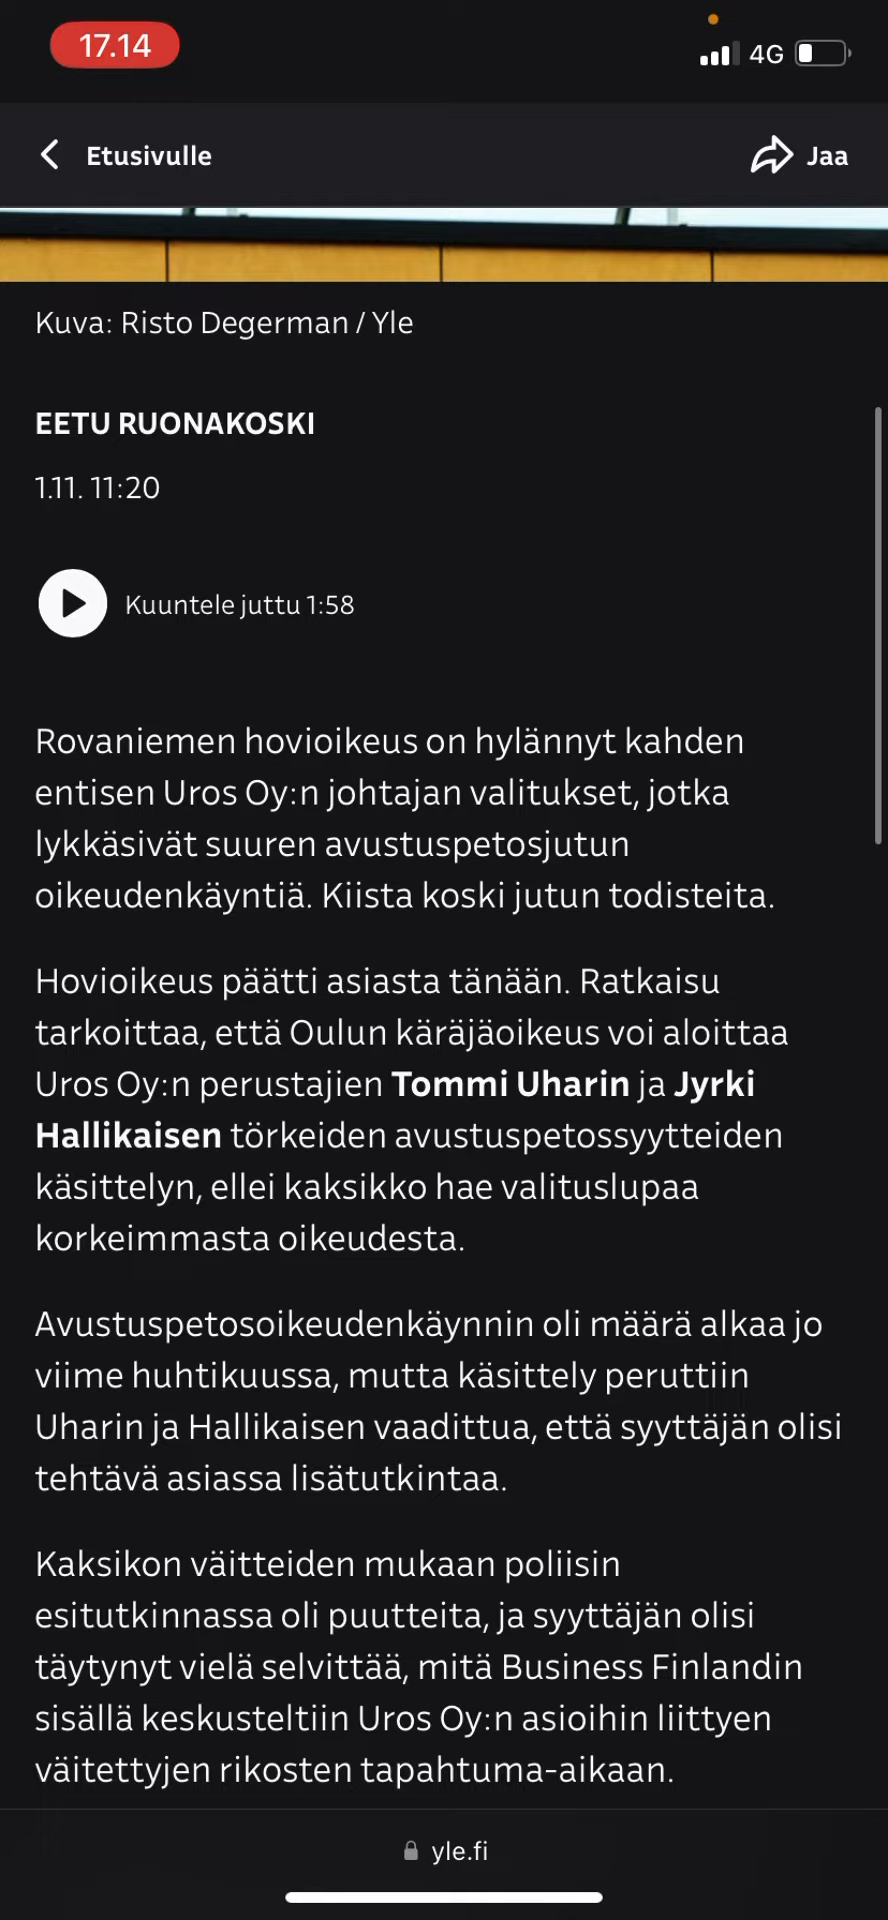 17.14
4G
Etusivulle
Jaa
Kuva: Risto Degerman / Yle
EETU RUONAKOSKI
1.11. 11:20
Kuuntele juttu 1:58
Rovaniemen hovioikeus on hylännyt kahden
entisen Uros Oy:n johtajan valitukset, jotka
lykkäsivät suuren avustuspetosjutun
oikeudenkäyntiä. Kiista koski jutun todisteita.
Hovioikeus päätti asiasta tänään. Ratkaisu
tarkoittaa, että Oulun käräjäoikeus voi aloittaa
Uros Oy:n perustajien Tommi Uharin ja Jyrki
Hallikaisen törkeiden avustuspetossyytteiden
käsittelyn, ellei kaksikko hae valituslupaa
korkeimmasta oikeudesta.
Avustuspetosoikeudenkäynnin oli määrä alkaa jo
viime huhtikuussa, mutta käsittely peruttiin
Uharin ja Hallikaisen vaadittua, että syyttäjän olisi
tehtävä asiassa lisätutkintaa.
Kaksikon väitteiden mukaan poliisin
esitutkinnassa oli puutteita, ja syyttäjän olisi
täytynyt vielä selvittää, mitä Business Finlandin
sisällä keskusteltiin Uros Oy:n asioihin liittyen
väitettyjen rikosten tapahtuma-aikaan.
yle.fi